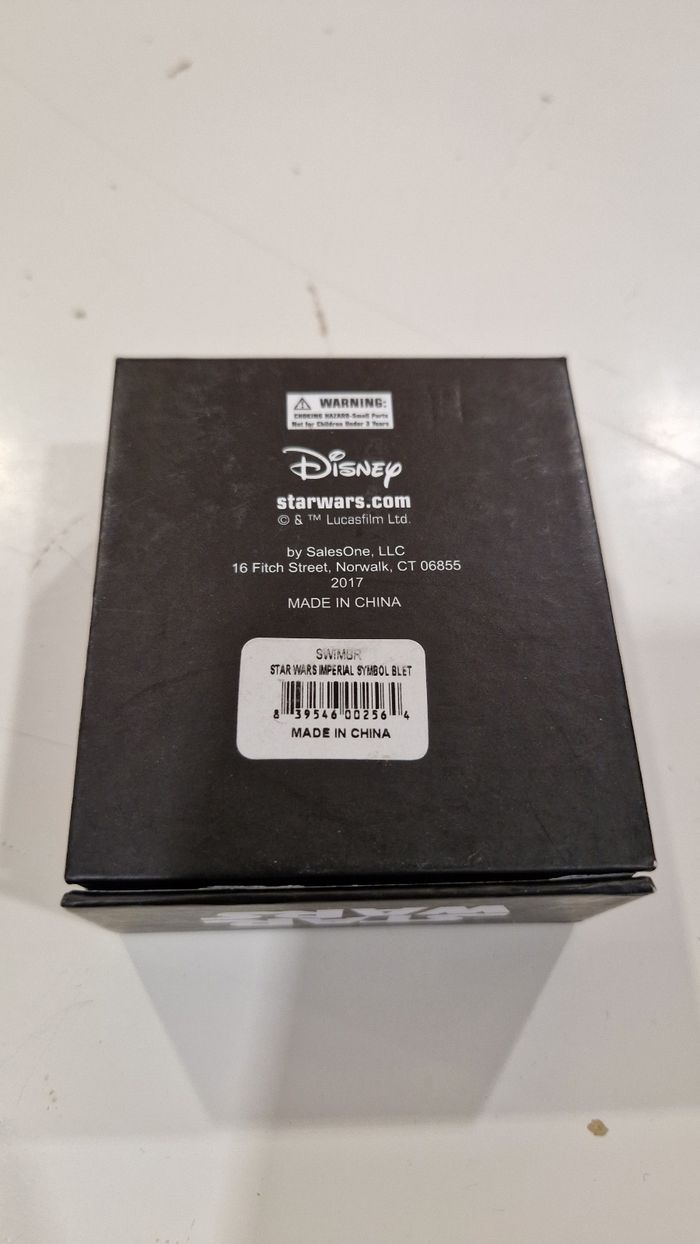 WARNING:
CHOKING HAZARD-Small Parts
Not for Children Under 3 Years
Disney
starwars.com
© & ™ Lucasfilm Ltd.
by SalesOne, LLC
16 Fitch Street, Norwalk, CT 06855
2017
MADE IN CHINA
SWIMBR
STAR WARS IMPERIAL SYMBOL BLET
8 39546 00256 4
MADE IN CHINA
STAR
WARS